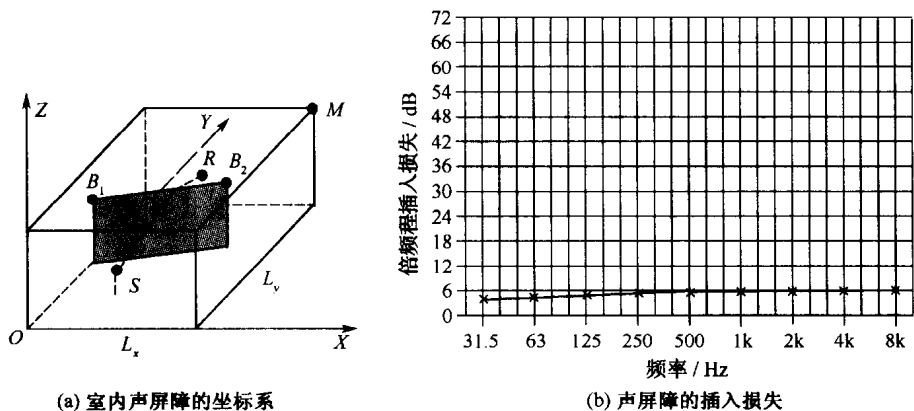 Z
M
Y
R
B₂
B₁
S
L_y
O
L_x
X
(a) 室内声屏障的坐标系
倍频程插入损失 / dB
72
66
60
54
48
42
36
30
24
18
12
6
0
31.5 63 125 250 500 1k 2k 4k 8k
频率 / Hz
(b) 声屏障的插入损失